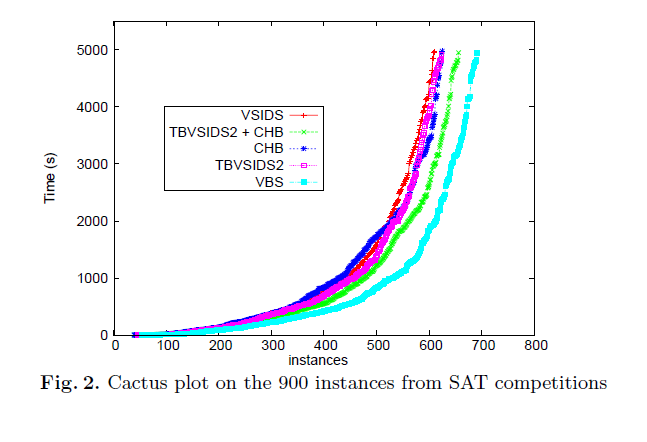 5000
4000
3000
2000
1000
0
Time (s)
VSIDS
TBVSIDS2 + CHB
CHB
TBVSIDS2
VBS
0 100 200 300 400 500 600 700 800
instances
Fig. 2. Cactus plot on the 900 instances from SAT competitions